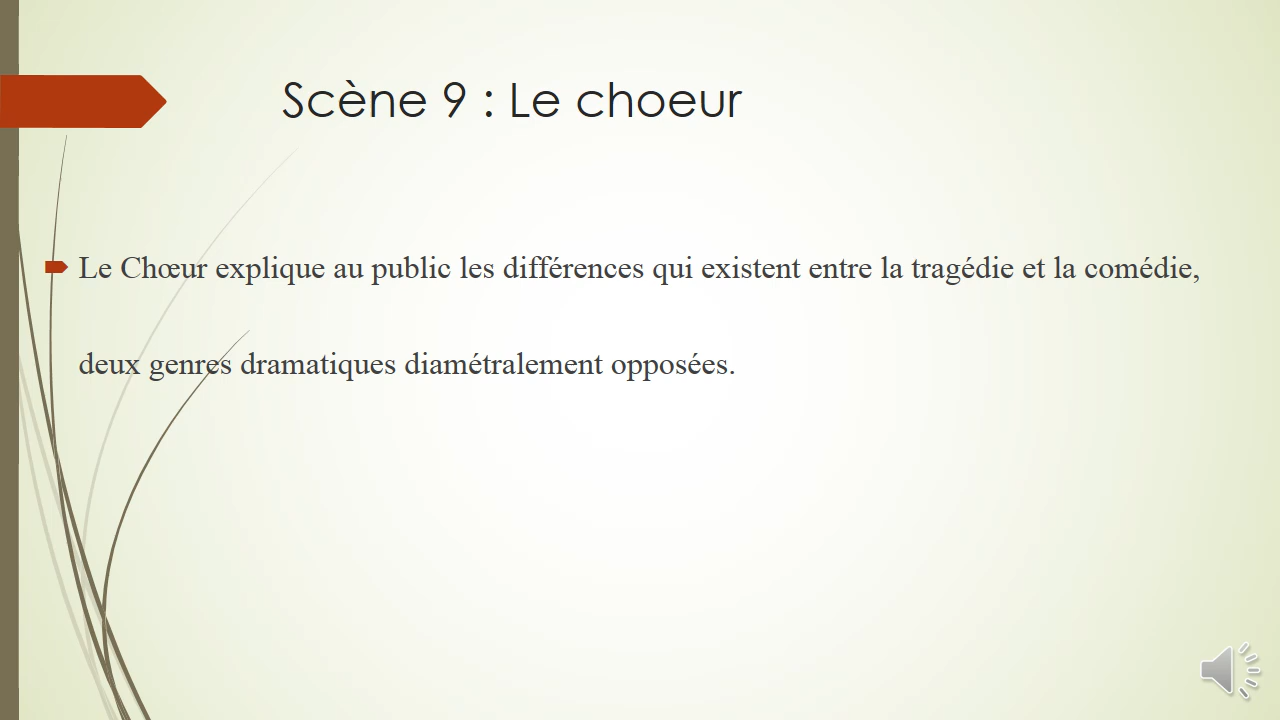 Scène 9 : Le choeur
Le Chœur explique au public les différences qui existent entre la tragédie et la comédie,
deux genres dramatiques diamétralement opposées.